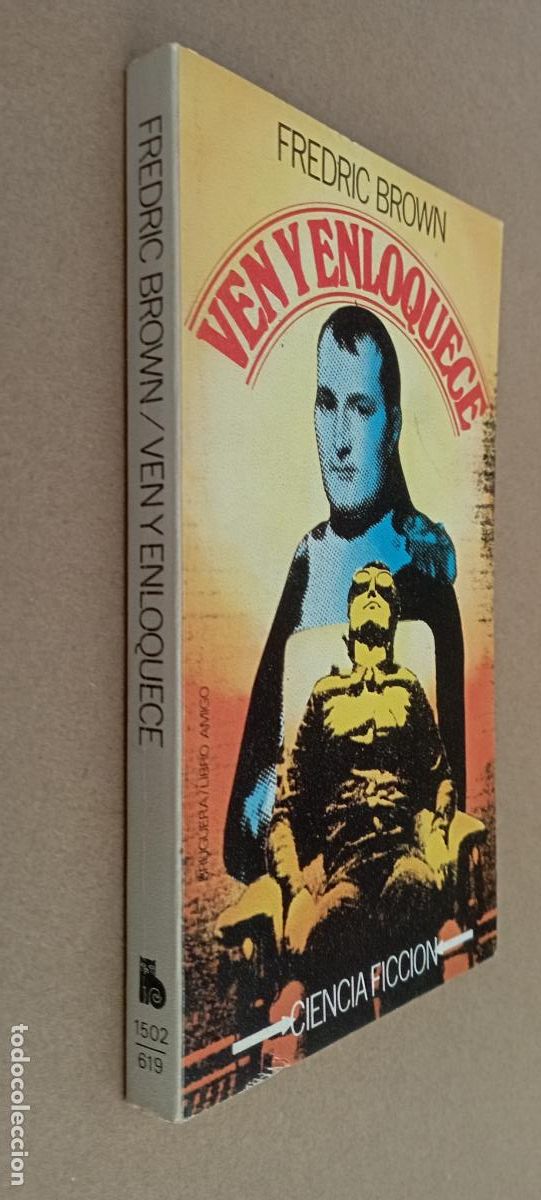 FREDRIC BROWN / VEN Y ENLOQUECE
1502
619
FREDRIC BROWN
VEN Y ENLOQUECE
BRUGUERA / LIBRO AMIGO
CIENCIA FICCION
todocoleccion